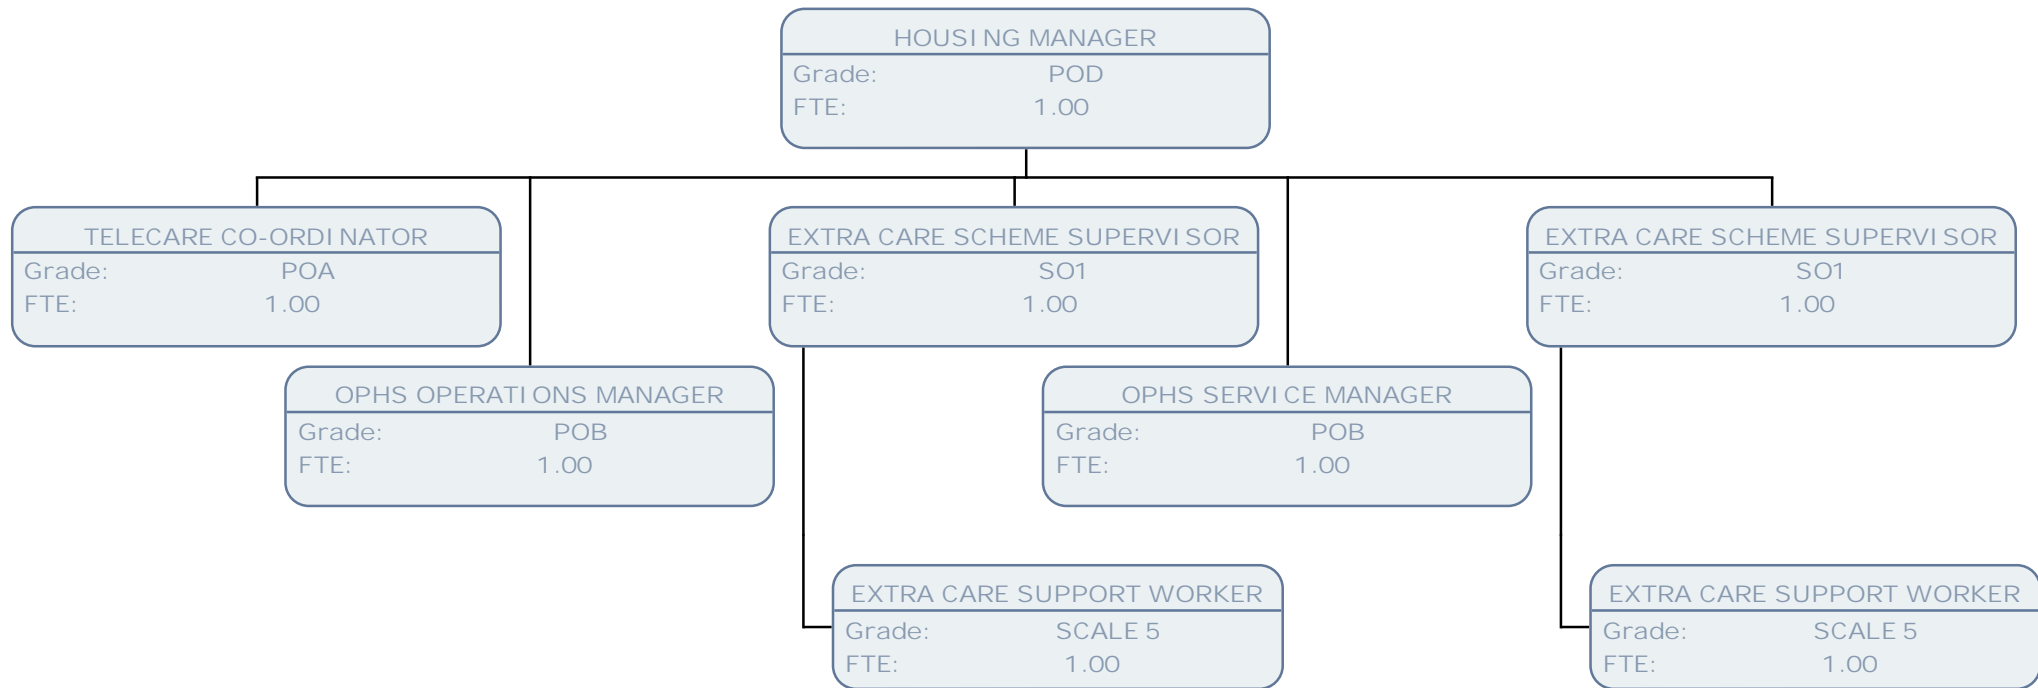 HOUSING MANAGER
Grade: POD
FTE: 1.00
TELECARE CO-ORDINATOR
Grade: POA
FTE: 1.00
EXTRA CARE SCHEME SUPERVISOR
Grade: SO1
FTE: 1.00
EXTRA CARE SCHEME SUPERVISOR
Grade: SO1
FTE: 1.00
OPHS OPERATIONS MANAGER
Grade: POB
FTE: 1.00
OPHS SERVICE MANAGER
Grade: POB
FTE: 1.00
EXTRA CARE SUPPORT WORKER
Grade: SCALE 5
FTE: 1.00
EXTRA CARE SUPPORT WORKER
Grade: SCALE 5
FTE: 1.00